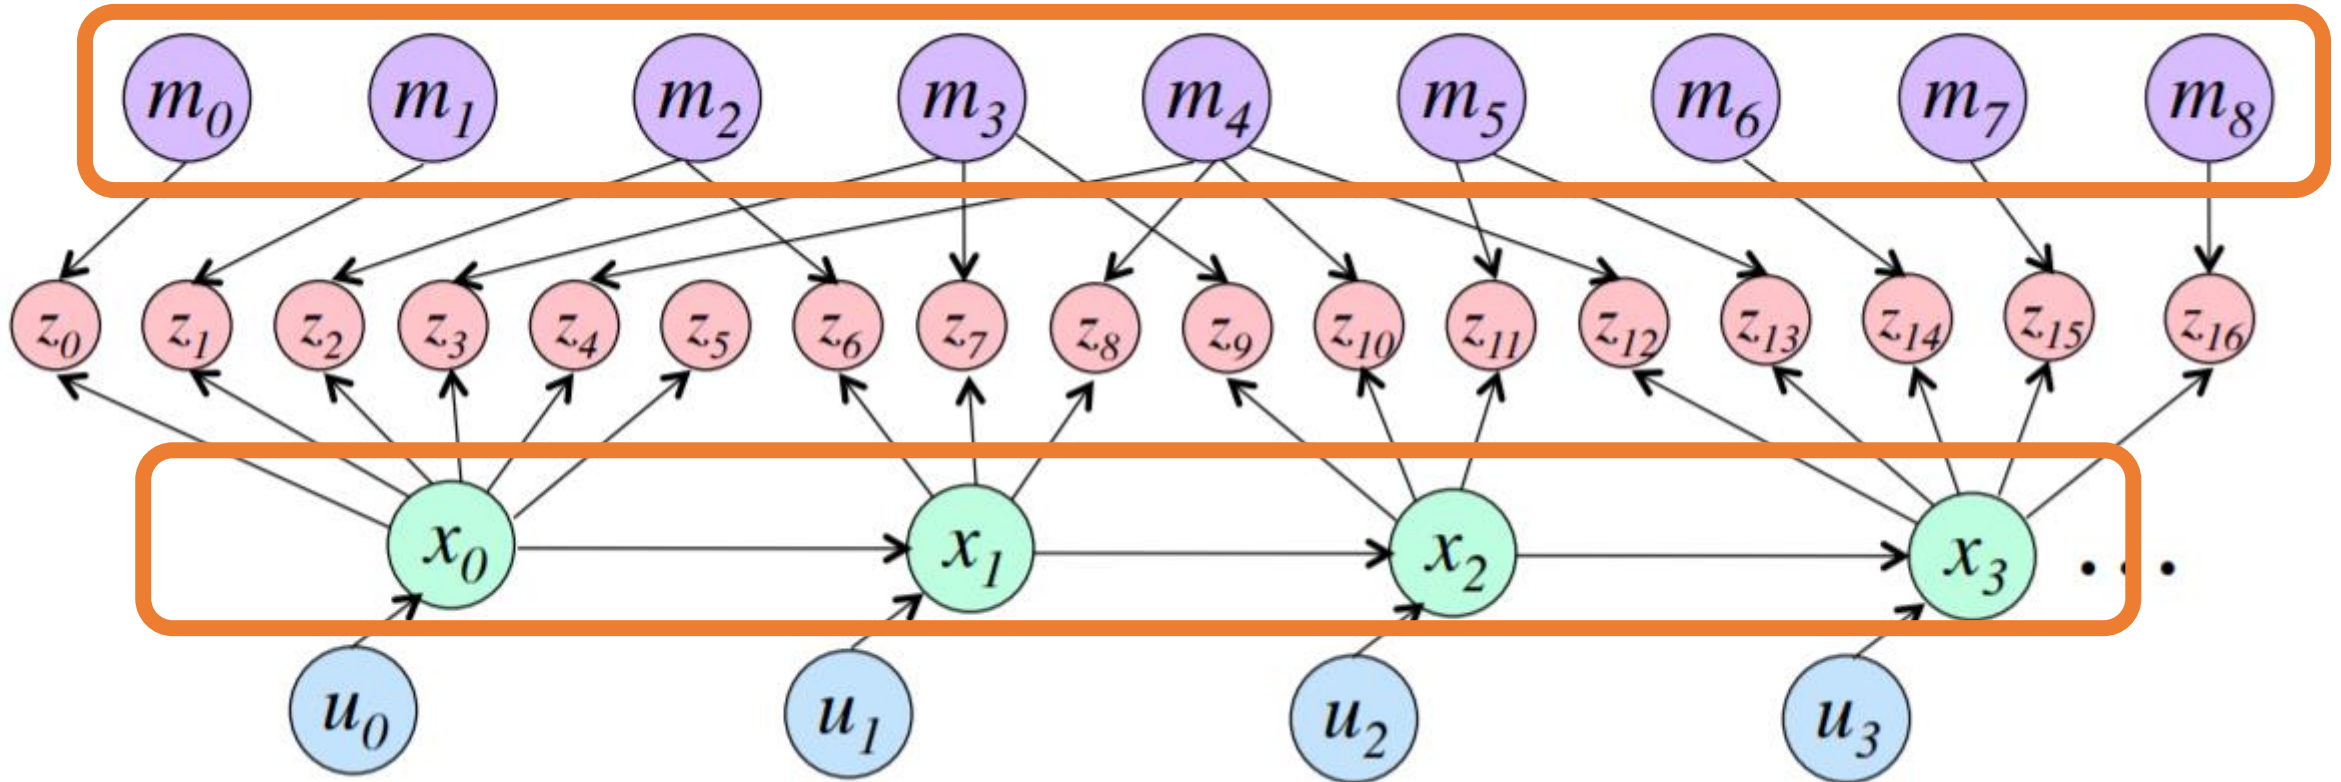 m0 m1 m2 m3 m4 m5 m6 m7 m8
z0 z1 z2 z3 z4 z5 z6 z7 z8 z9 z10 z11 z12 z13 z14 z15 z16
x0 x1 x2 x3 ...
u0 u1 u2 u3